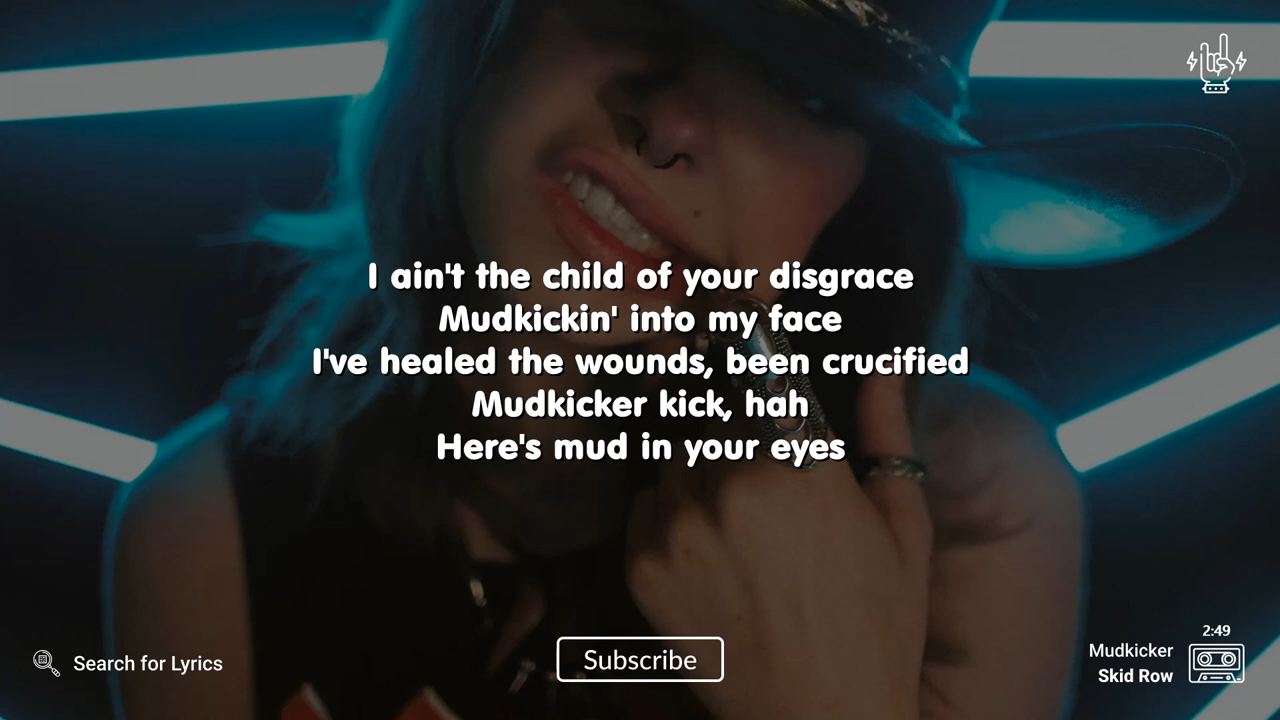 I ain't the child of your disgrace
Mudkickin' into my face
I've healed the wounds, been crucified
Mudkicker kick, hah
Here's mud in your eyes
Search for Lyrics
Subscribe
2:49
Mudkicker
Skid Row